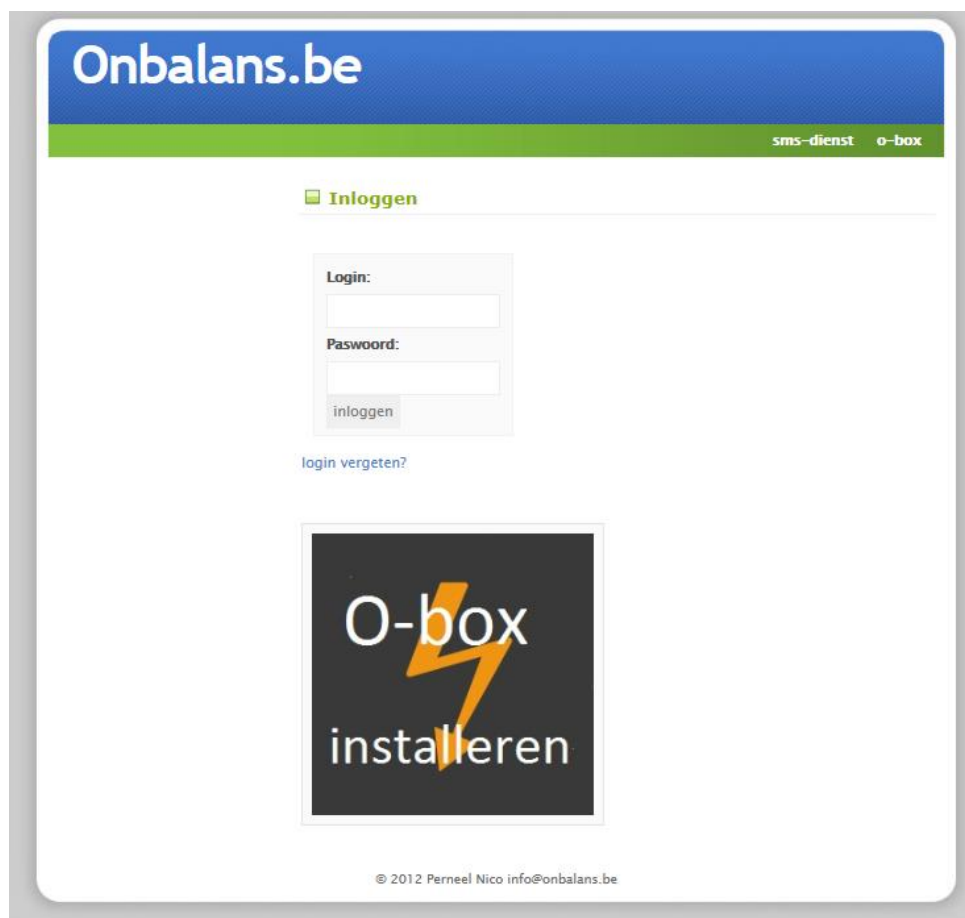 Onbalans.be
sms-dienst o-box
Inloggen
Login:
Paswoord:
inloggen
login vergeten?
O-box
installeren
© 2012 Perneel Nico info@onbalans.be